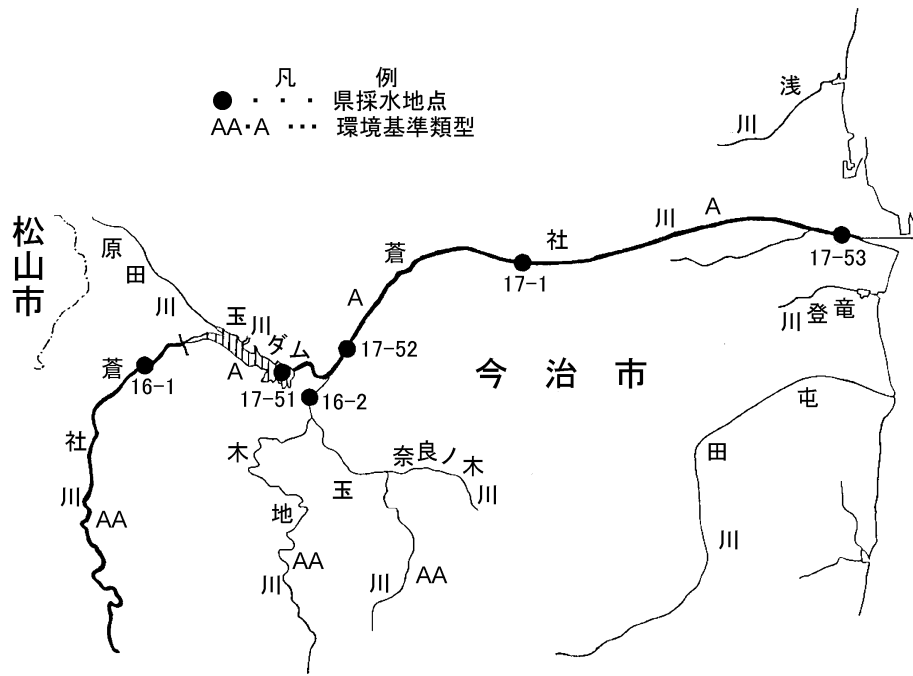 凡 例
● ・ ・ ・ 県採水地点
AA・A ・・・ 環境基準類型
浅川
松山市
原田川
玉川ダム
A
蒼社川
A
A
17-53
17-1
17-52
登竜川
蒼社川
AA
16-1
17-51
16-2
今治市
屯田川
木地川
AA
奈良ノ木川
玉川
AA